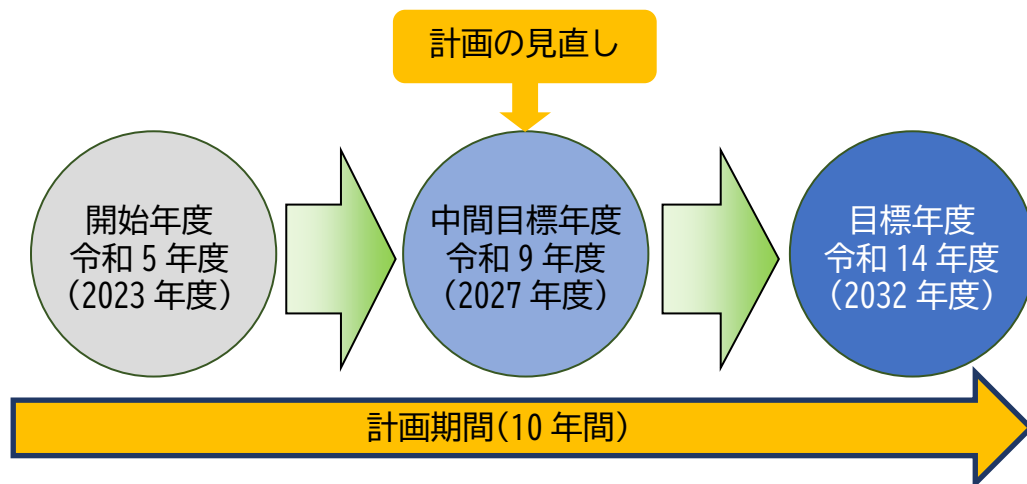 計画の見直し
開始年度
令和 5 年度
(2023 年度)
中間目標年度
令和 9 年度
(2027 年度)
目標年度
令和 14 年度
(2032 年度)
計画期間(10 年間)